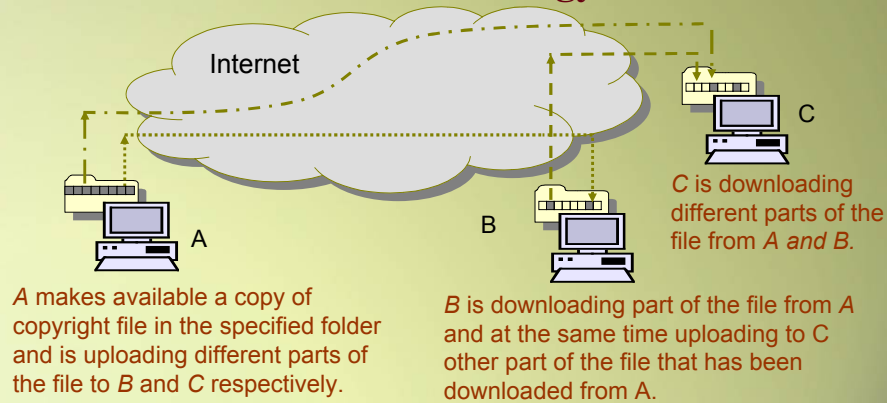 Internet
C
C is downloading
different parts of the
file from A and B.
A
B
A makes available a copy of
copyright file in the specified folder
and is uploading different parts of
the file to B and C respectively.
B is downloading part of the file from A
and at the same time uploading to C
other part of the file that has been
downloaded from A.